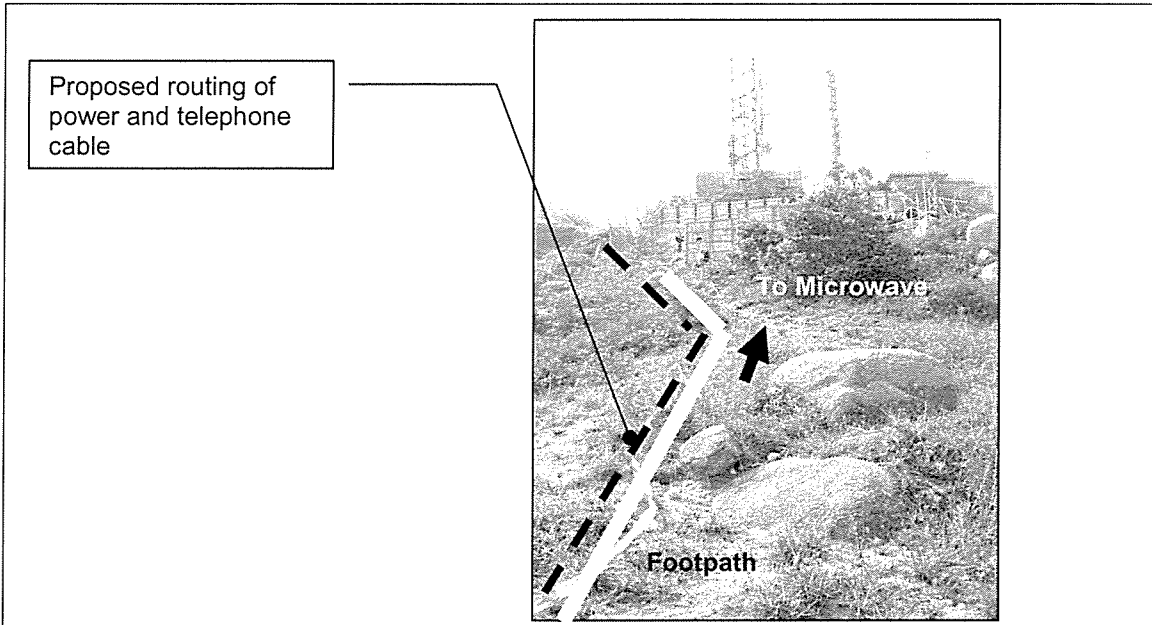 Proposed routing of
power and telephone
cable
To Microwave
Footpath